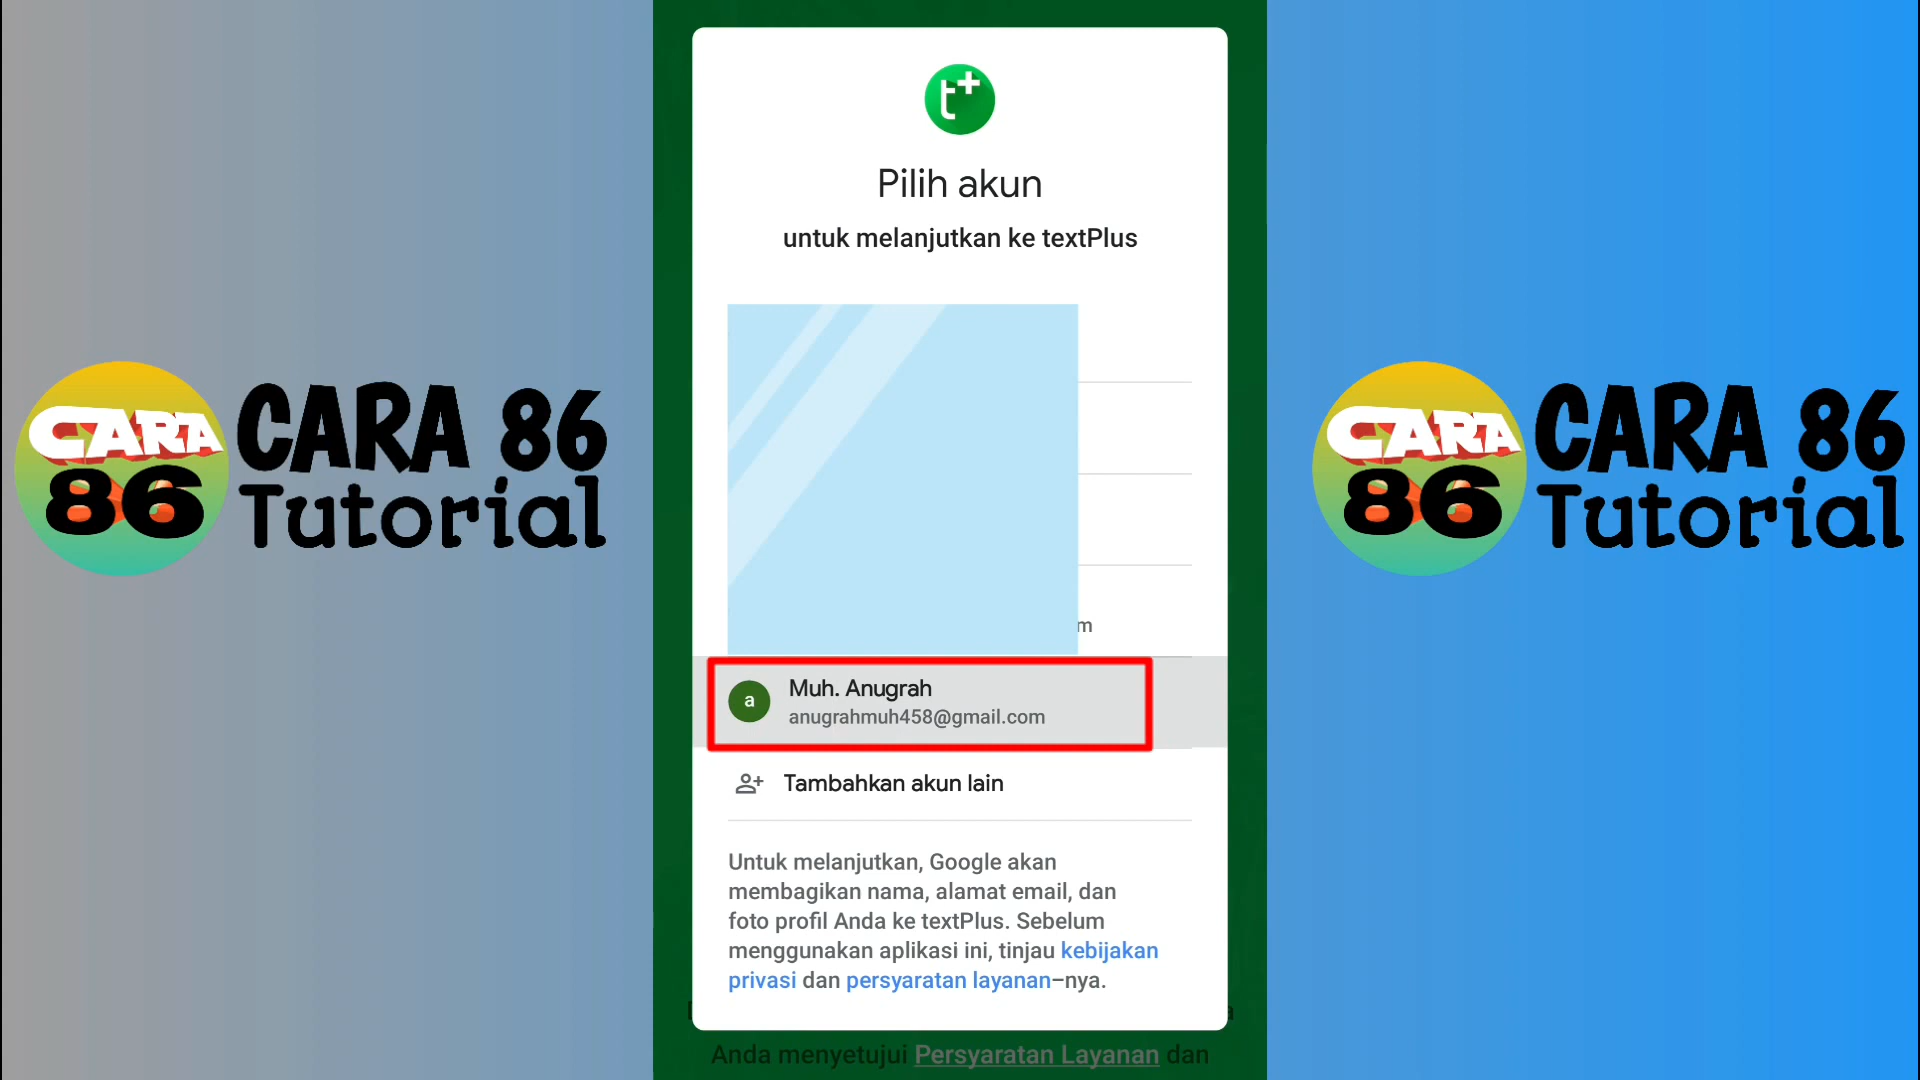 t+
Pilih akun
untuk melanjutkan ke textPlus
m
a
Muh. Anugrah
anugrahmuh458@gmail.com
Tambahkan akun lain
Untuk melanjutkan, Google akan
membagikan nama, alamat email, dan
foto profil Anda ke textPlus. Sebelum
menggunakan aplikasi ini, tinjau kebijakan
privasi dan persyaratan layanan–nya.
Anda menyetujui Persyaratan Layanan dan
CARA
86
CARA 86
Tutorial
CARA
86
CARA 86
Tutorial